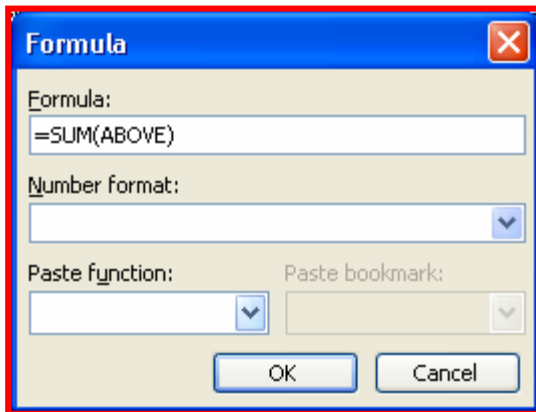 Formula
Formula:
=SUM(ABOVE)
Number format:
Paste function: Paste bookmark:
OK Cancel